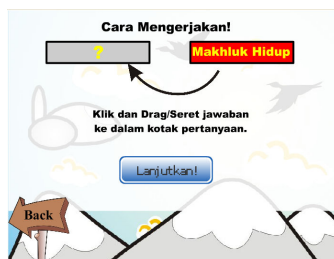 Cara Mengerjakan!
?
Makhluk Hidup
Klik dan Drag/Seret jawaban
ke dalam kotak pertanyaan.
Lanjutkan!
Back